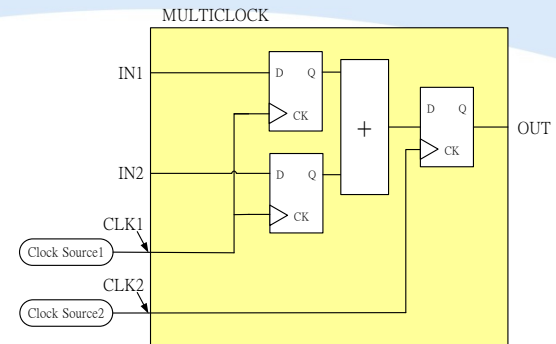 MULTICLOCK
IN1
D Q
CK
+
D Q
CK
OUT
IN2
D Q
CK
CLK1
Clock Source1
CLK2
Clock Source2